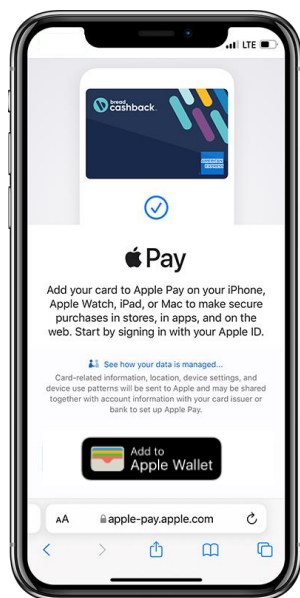 LTE
bread
cashback.
AMERICAN
EXPRESS
Pay
Add your card to Apple Pay on your iPhone,
Apple Watch, iPad, or Mac to make secure
purchases in stores, in apps, and on the
web. Start by signing in with your Apple ID.
See how your data is managed...
Card-related information, location, device settings, and
device use patterns will be sent to Apple and may be shared
together with account information with your card issuer or
bank to set up Apple Pay.
Add to
Apple Wallet
AA apple-pay.apple.com